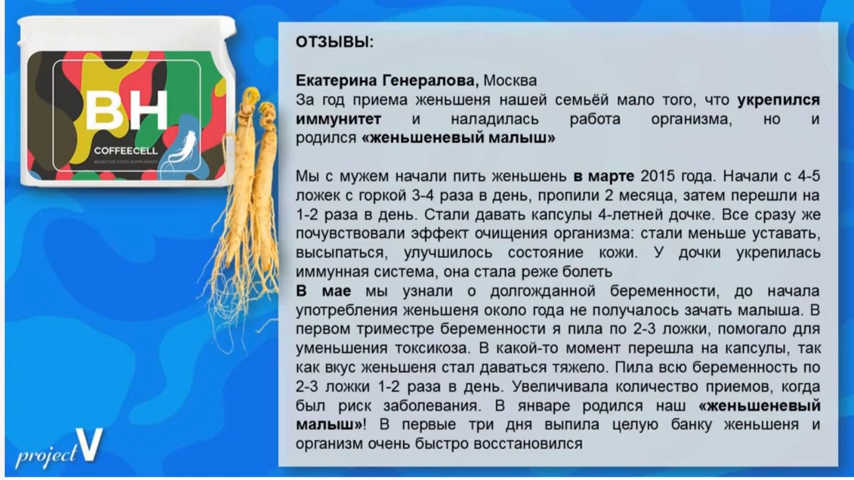 BH
COFFEECELL
BIOACTIVE FOOD SUPPLEMENT
ОТЗЫВЫ:
Екатерина Генералова, Москва
За год приема женьшеня нашей семьёй мало того, что укрепился
иммунитет и наладилась работа организма, но и
родился «женьшеневый малыш»
Мы с мужем начали пить женьшень в марте 2015 года. Начали с 4-5
ложек с горкой 3-4 раза в день, пропили 2 месяца, затем перешли на
1-2 раза в день. Стали давать капсулы 4-летней дочке. Все сразу же
почувствовали эффект очищения организма: стали меньше уставать,
высыпаться, улучшилось состояние кожи. У дочки укрепилась
иммунная система, она стала реже болеть
В мае мы узнали о долгожданной беременности, до начала
употребления женьшеня около года не получалось зачать малыша. В
первом триместре беременности я пила по 2-3 ложки, помогало для
уменьшения токсикоза. В какой-то момент перешла на капсулы, так
как вкус женьшеня стал даваться тяжело. Пила всю беременность по
2-3 ложки 1-2 раза в день. Увеличивала количество приемов, когда
был риск заболевания. В январе родился наш «женьшеневый
малыш»! В первые три дня выпила целую банку женьшеня и
организм очень быстро восстановился
project V